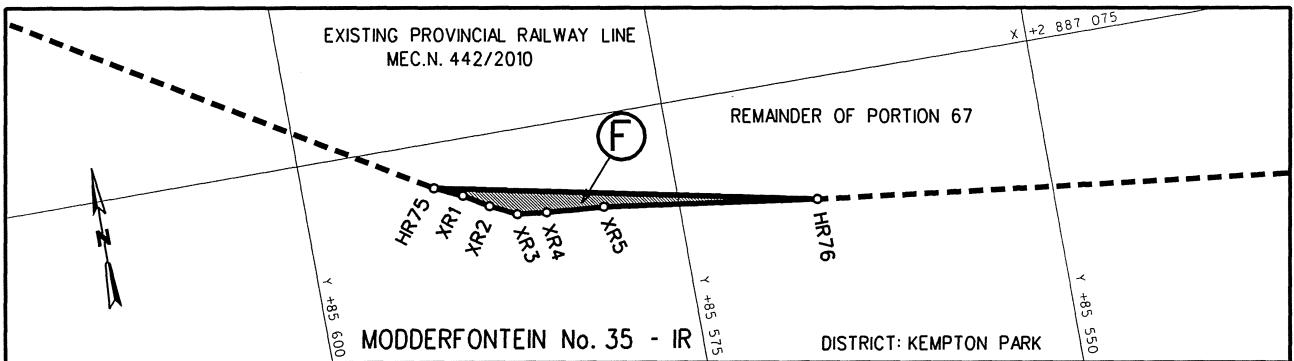 EXISTING PROVINCIAL RAILWAY LINE
MEC.N. 442/2010
X +2 887 075
REMAINDER OF PORTION 67
F
N
HR75
XR1
XR2
XR3
XR4
XR5
HR76
Y +85 600
Y +85 575
Y +85 550
MODDERFONTEIN No. 35 - IR
DISTRICT: KEMPTON PARK